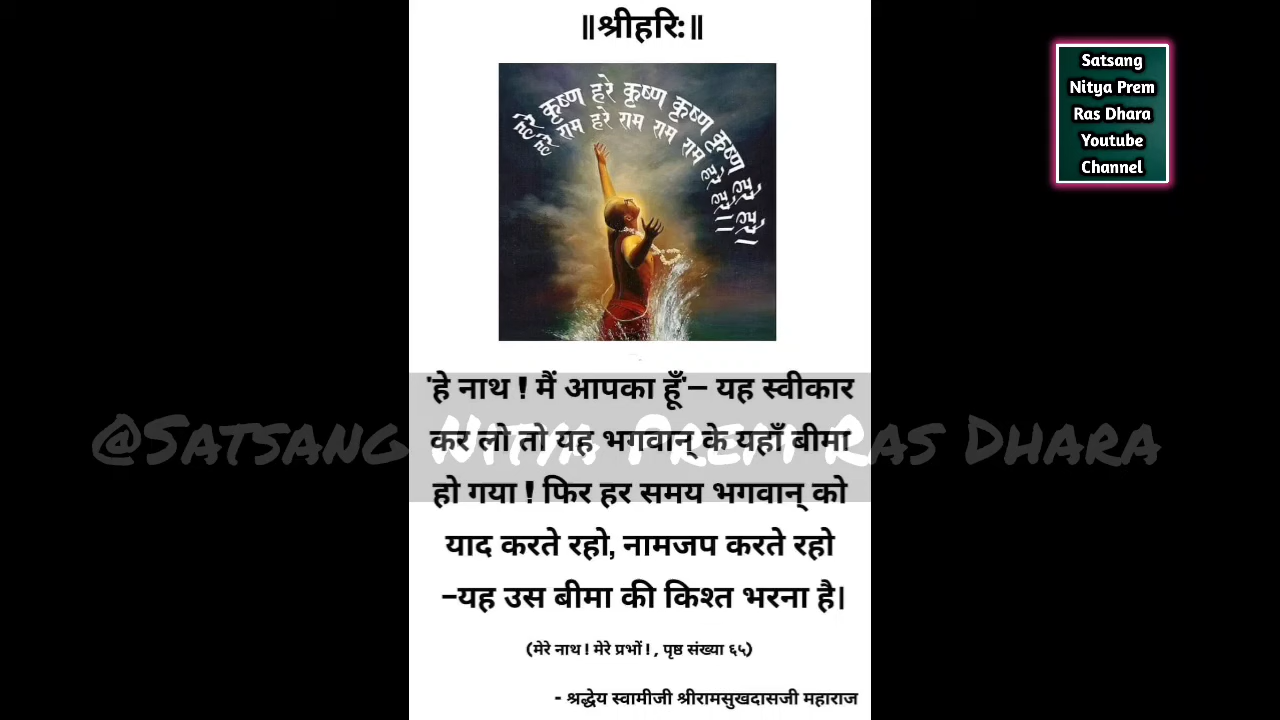 ॥श्रीहरिः॥
हरे कृष्ण हरे कृष्ण कृष्ण कृष्ण हरे हरे।
हरे राम हरे राम राम राम हरे हरे।।
Satsang
Nitya Prem
Ras Dhara
Youtube
Channel
'हे नाथ ! मैं आपका हूँ'– यह स्वीकार
कर लो तो यह भगवान् के यहाँ बीमा
हो गया ! फिर हर समय भगवान् को
याद करते रहो, नामजप करते रहो
–यह उस बीमा की किश्त भरना है।
@Satsang Nitya Prem Ras Dhara
(मेरे नाथ ! मेरे प्रभों ! , पृष्ठ संख्या ६५)
- श्रद्धेय स्वामीजी श्रीरामसुखदासजी महाराज